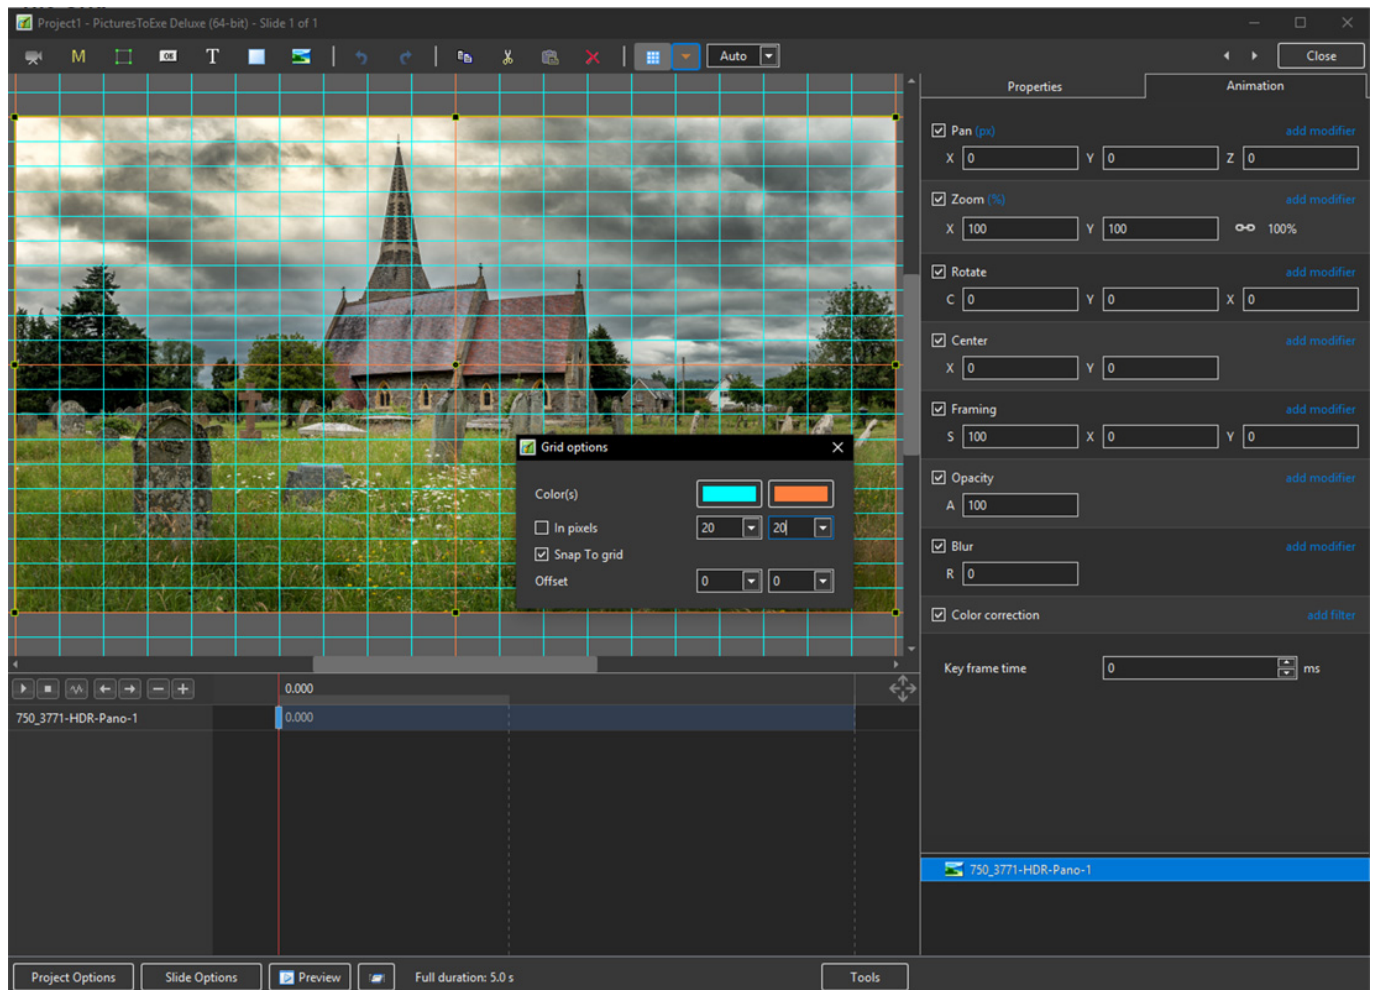 Project1 - PicturesToExe Deluxe (64-bit) - Slide 1 of 1
M OK T Auto Close
Properties Animation
Pan (px) add modifier
X 0 Y 0 Z 0
Zoom (%) add modifier
X 100 Y 100 100%
Rotate add modifier
C 0 Y 0 X 0
Center add modifier
X 0 Y 0
Framing add modifier
S 100 X 0 Y 0
Opacity add modifier
A 100
Blur add modifier
R 0
Color correction add filter
Key frame time 0 ms
Grid options
Color(s)
In pixels 20 20
Snap To grid
Offset 0 0
0.000
750_3771-HDR-Pano-1 0.000
750_3771-HDR-Pano-1
Project Options Slide Options Preview Full duration: 5.0 s Tools